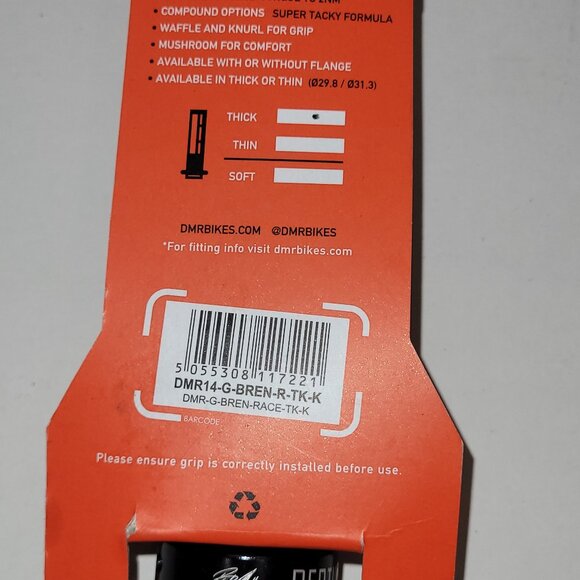 • COMPOUND OPTIONS SUPER TACKY FORMULA
• WAFFLE AND KNURL FOR GRIP
• MUSHROOM FOR COMFORT
• AVAILABLE WITH OR WITHOUT FLANGE
• AVAILABLE IN THICK OR THIN (Ø29.8 / Ø31.3)
THICK
THIN
SOFT
DMRBIKES.COM @DMRBIKES
*For fitting info visit dmrbikes.com
5 055308 117221
DMR14-G-BREN-R-TK-K
DMR-G-BREN-RACE-TK-K
BARCODE
Please ensure grip is correctly installed before use.